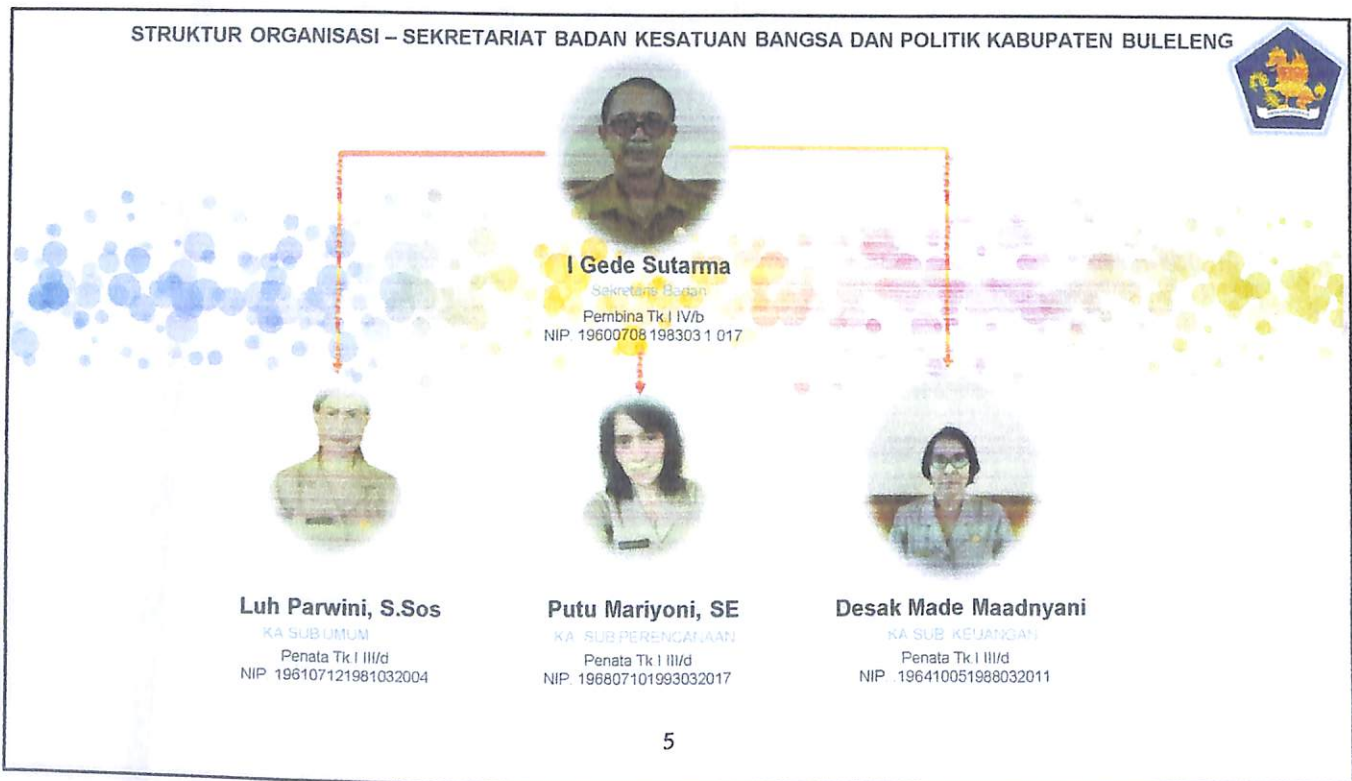 STRUKTUR ORGANISASI – SEKRETARIAT BADAN KESATUAN BANGSA DAN POLITIK KABUPATEN BULELENG
I Gede Sutarma
Sekretaris Badan
Pembina Tk.I IV/b
NIP. 19600708 198303 1 017
Luh Parwini, S.Sos
KA SUB UMUM
Penata Tk.I III/d
NIP 196107121981032004
Putu Mariyoni, SE
KA. SUB PERENCANAAN
Penata Tk.I III/d
NIP. 196807101993032017
Desak Made Maadnyani
KA SUB. KEUANGAN
Penata Tk.I III/d
NIP .196410051988032011
5